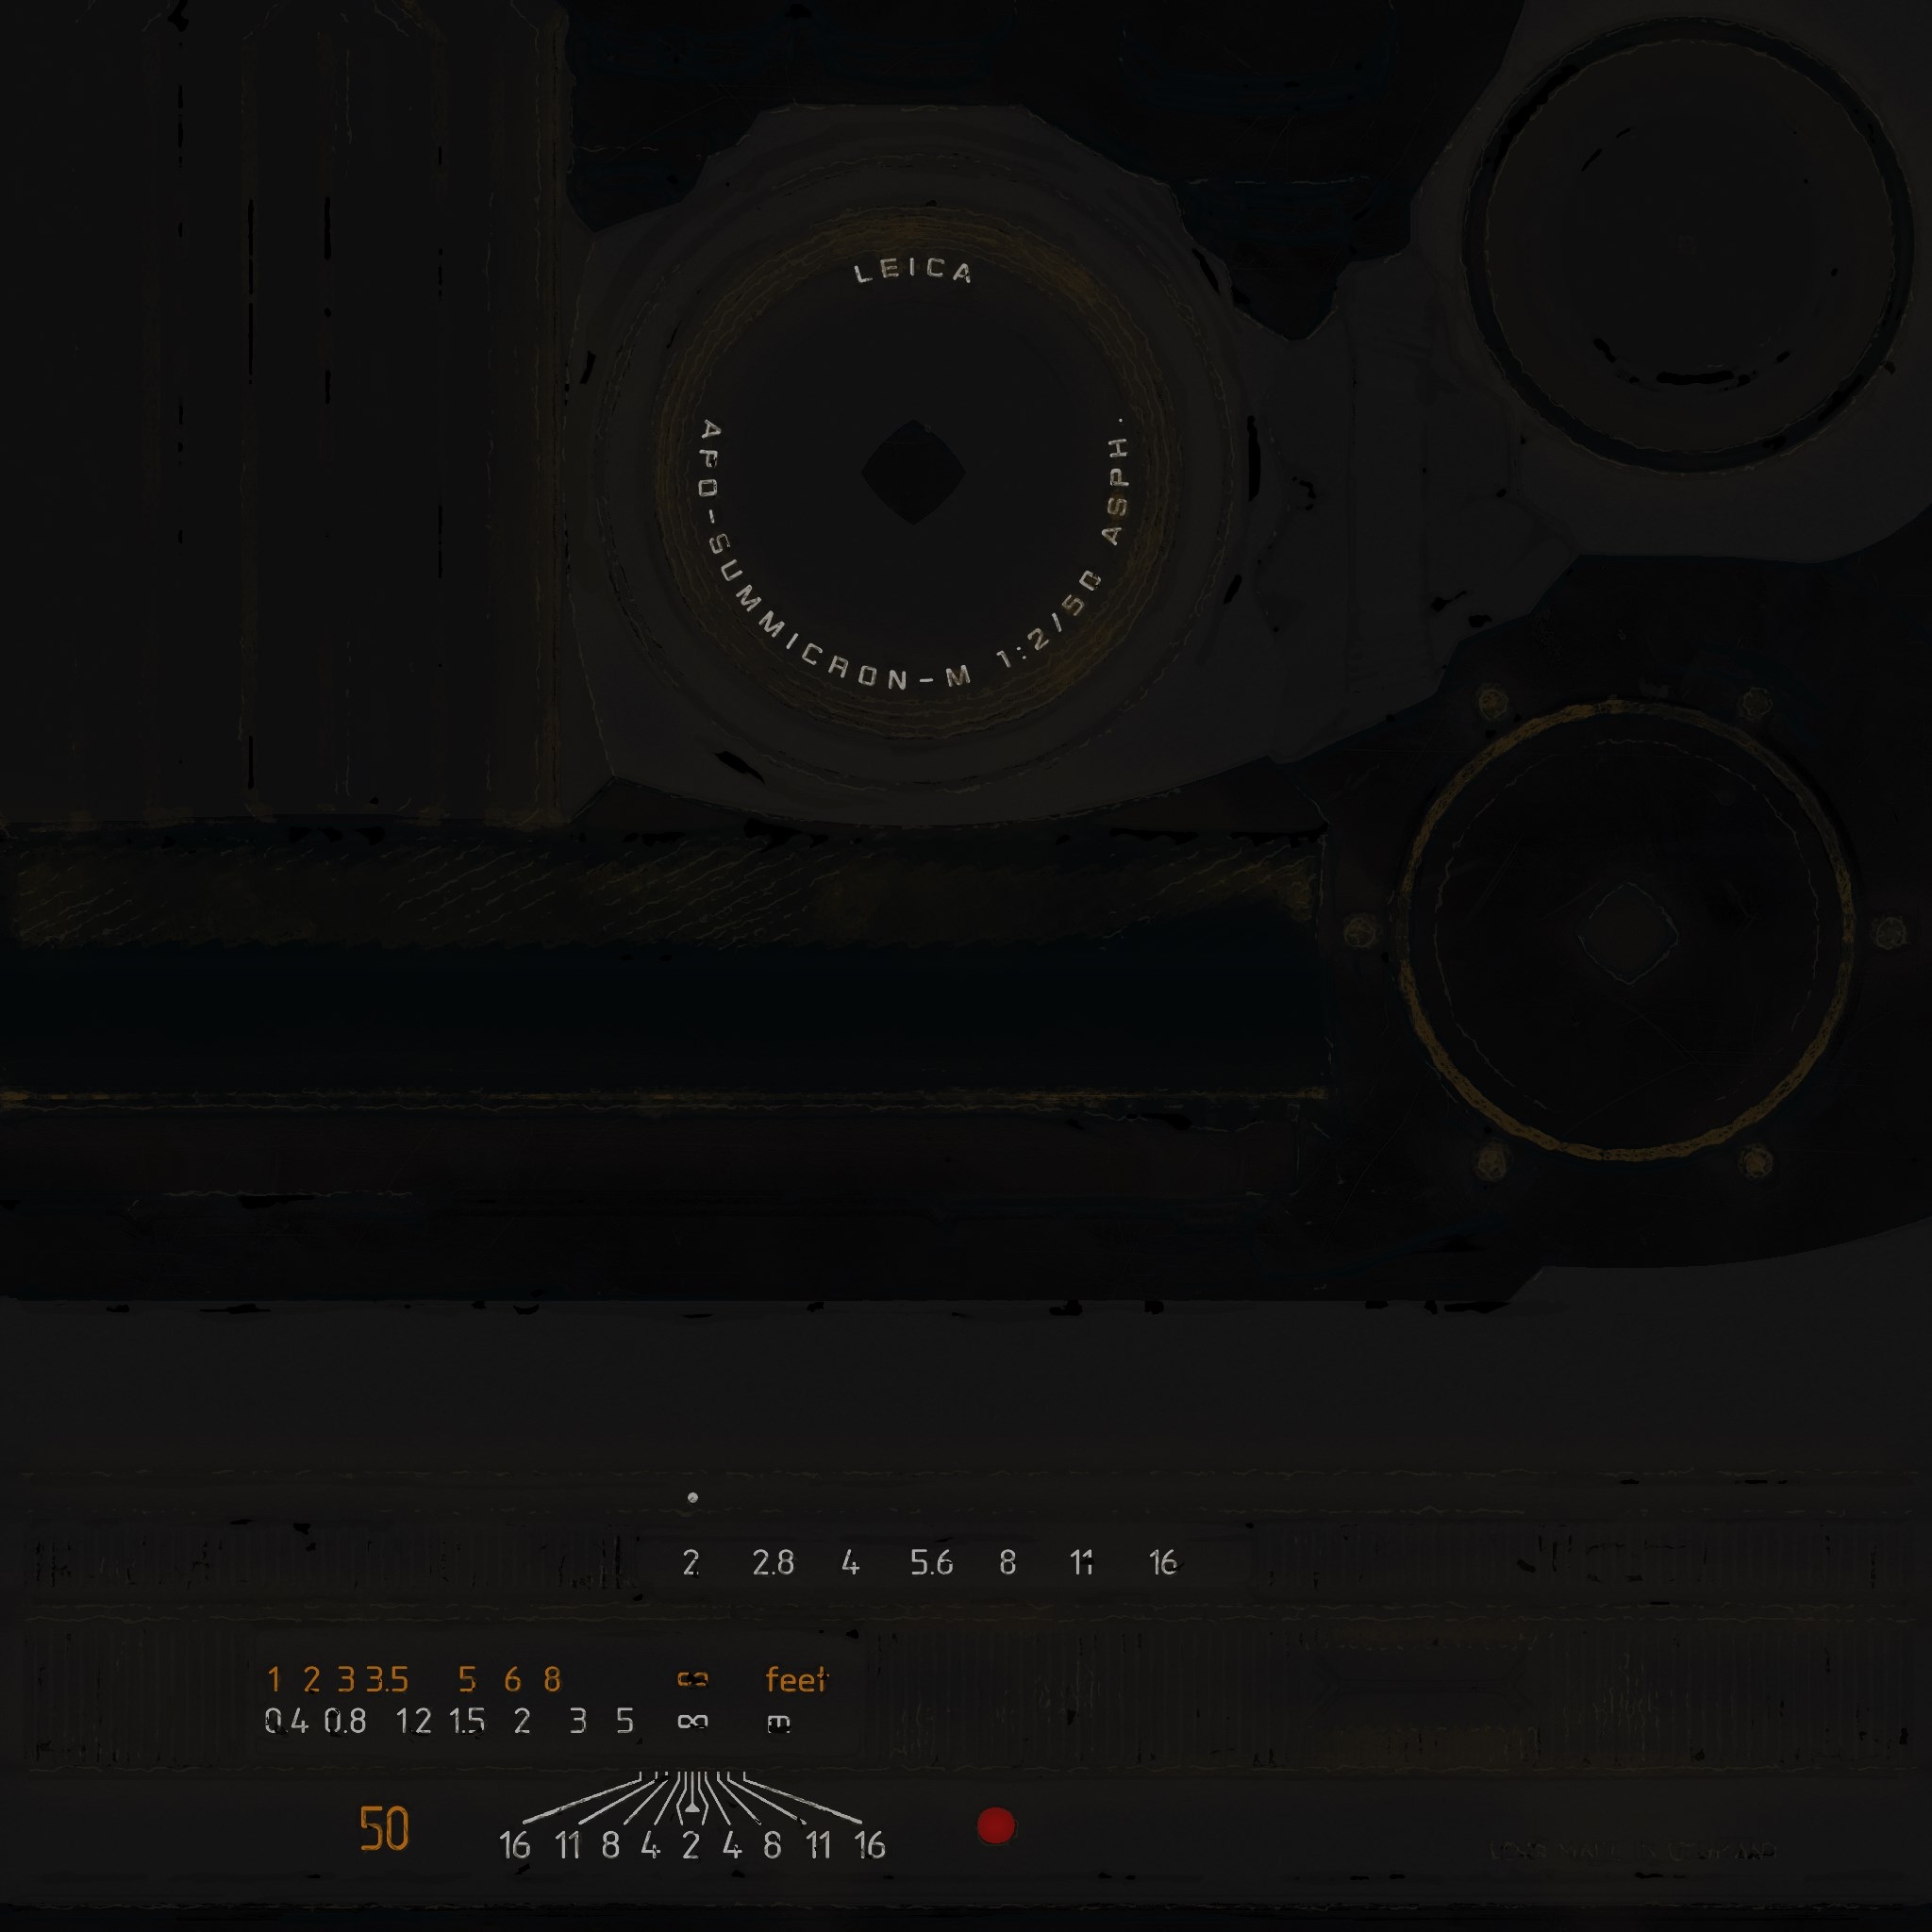 LEICA
APO-SUMMICRON-M 1:2/50 ASPH.
2 2.8 4 5.6 8 11 16
1 2 3 3.5 5 6 8 ∞ feet
0.4 0.8 1.2 1.5 2 3 5 ∞ m
50
16 11 8 4 2 4 8 11 16